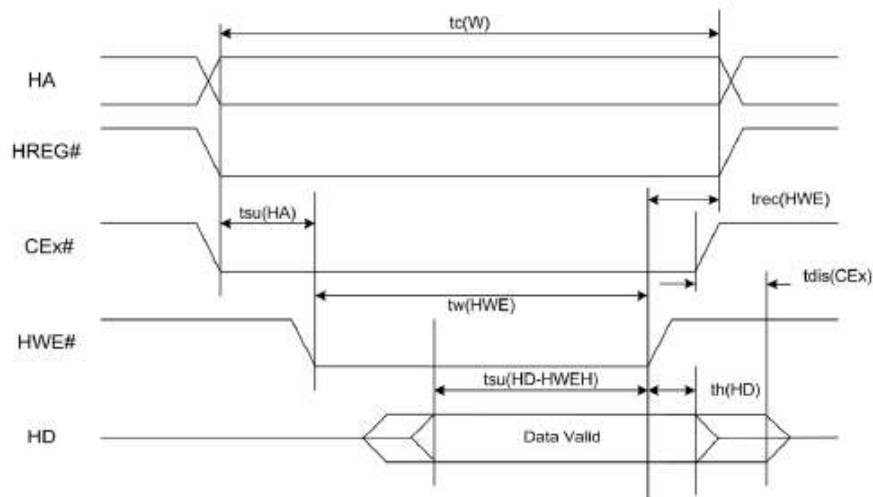 tc(W)
HA
HREG#
tsu(HA)
trec(HWE)
CEx#
tdis(CEx)
tw(HWE)
HWE#
tsu(HD-HWEH)
th(HD)
HD
Data Valid